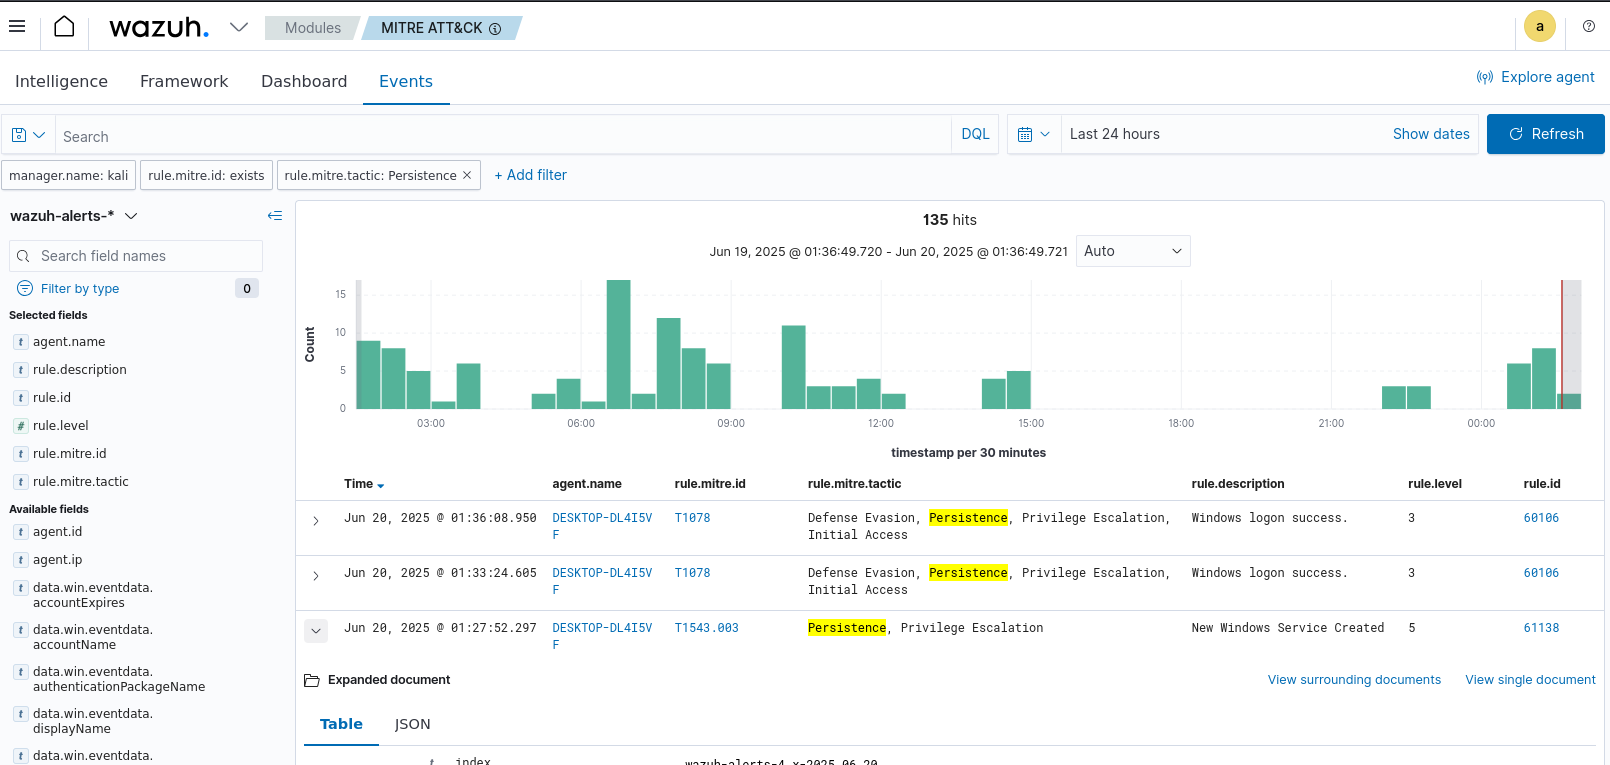 wazuh.
Modules
MITRE ATT&CK
a
Intelligence
Framework
Dashboard
Events
Explore agent
Search
DQL
Last 24 hours
Show dates
Refresh
manager.name: kali
rule.mitre.id: exists
rule.mitre.tactic: Persistence ×
+ Add filter
wazuh-alerts-*
Search field names
Filter by type
0
Selected fields
t agent.name
t rule.description
t rule.id
# rule.level
t rule.mitre.id
t rule.mitre.tactic
Available fields
t agent.id
t agent.ip
t data.win.eventdata.
accountExpires
t data.win.eventdata.
accountName
t data.win.eventdata.
authenticationPackageName
t data.win.eventdata.
displayName
t data.win.eventdata.
135 hits
Jun 19, 2025 @ 01:36:49.720 - Jun 20, 2025 @ 01:36:49.721
Auto
Count
15
10
5
0
03:00
06:00
09:00
12:00
15:00
18:00
21:00
00:00
timestamp per 30 minutes
Time agent.name rule.mitre.id rule.mitre.tactic rule.description rule.level rule.id
Jun 20, 2025 @ 01:36:08.950 DESKTOP-DL4I5V T1078 Defense Evasion, Persistence, Privilege Escalation, Windows logon success. 3 60106
F Initial Access
Jun 20, 2025 @ 01:33:24.605 DESKTOP-DL4I5V T1078 Defense Evasion, Persistence, Privilege Escalation, Windows logon success. 3 60106
F Initial Access
Jun 20, 2025 @ 01:27:52.297 DESKTOP-DL4I5V T1543.003 Persistence, Privilege Escalation New Windows Service Created 5 61138
F
Expanded document
View surrounding documents
View single document
Table
JSON
t _index wazuh-alerts-4.x-2025.06.20